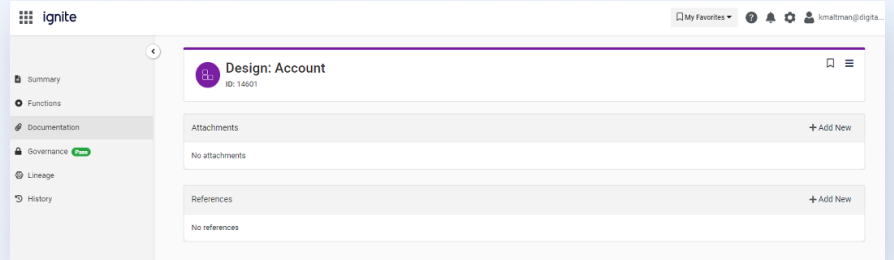 ignite
My Favorites
kmaltman@digita...
Summary
Functions
Documentation
Governance Pass
Lineage
History
Design: Account
ID: 14601
Attachments
+ Add New
No attachments
References
+ Add New
No references